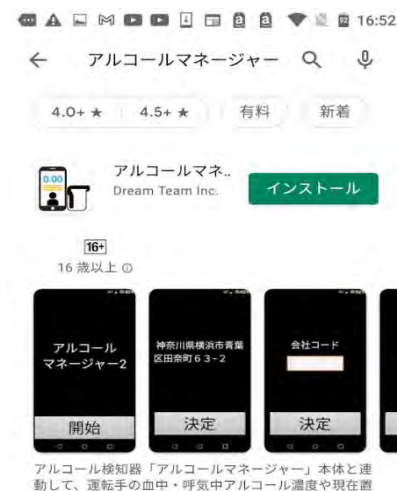 16:52
アルコールマネージャー
4.0+ ★
4.5+ ★
有料
新着
0.00
アルコールマネ..
Dream Team Inc.
インストール
16+
16 歳以上
アルコール
マネージャー2
開始
神奈川県横浜市青葉
区田奈町63-2
決定
会社コード
決定
アルコール検知器「アルコールマネージャー」本体と連
動して、運転手の血中・呼気中アルコール濃度や現在置